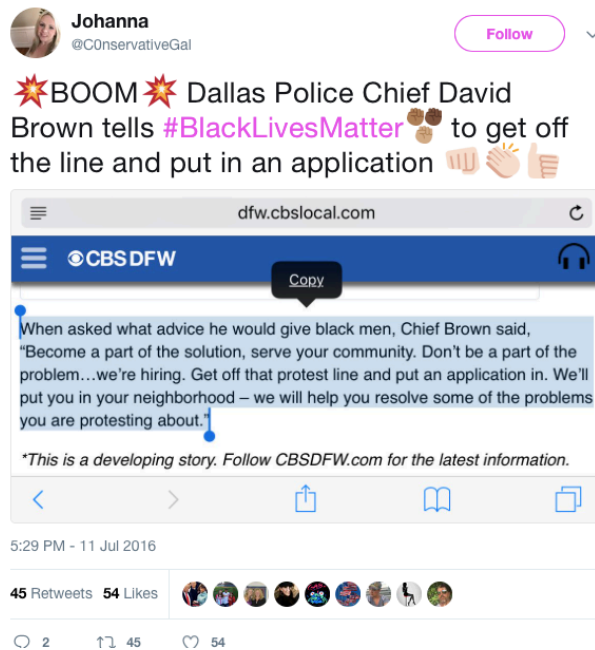 Johanna
@C0nservativeGal
Follow
💥BOOM💥 Dallas Police Chief David
Brown tells #BlackLivesMatter✊🏽✊🏿✊🏽 to get off
the line and put in an application 👊🏻👏🏻👍🏻
dfw.cbslocal.com
CBS DFW
Copy
When asked what advice he would give black men, Chief Brown said,
“Become a part of the solution, serve your community. Don’t be a part of the
problem…we’re hiring. Get off that protest line and put an application in. We’ll
put you in your neighborhood – we will help you resolve some of the problems
you are protesting about.”
*This is a developing story. Follow CBSDFW.com for the latest information.
5:29 PM - 11 Jul 2016
45 Retweets 54 Likes
2 45 54